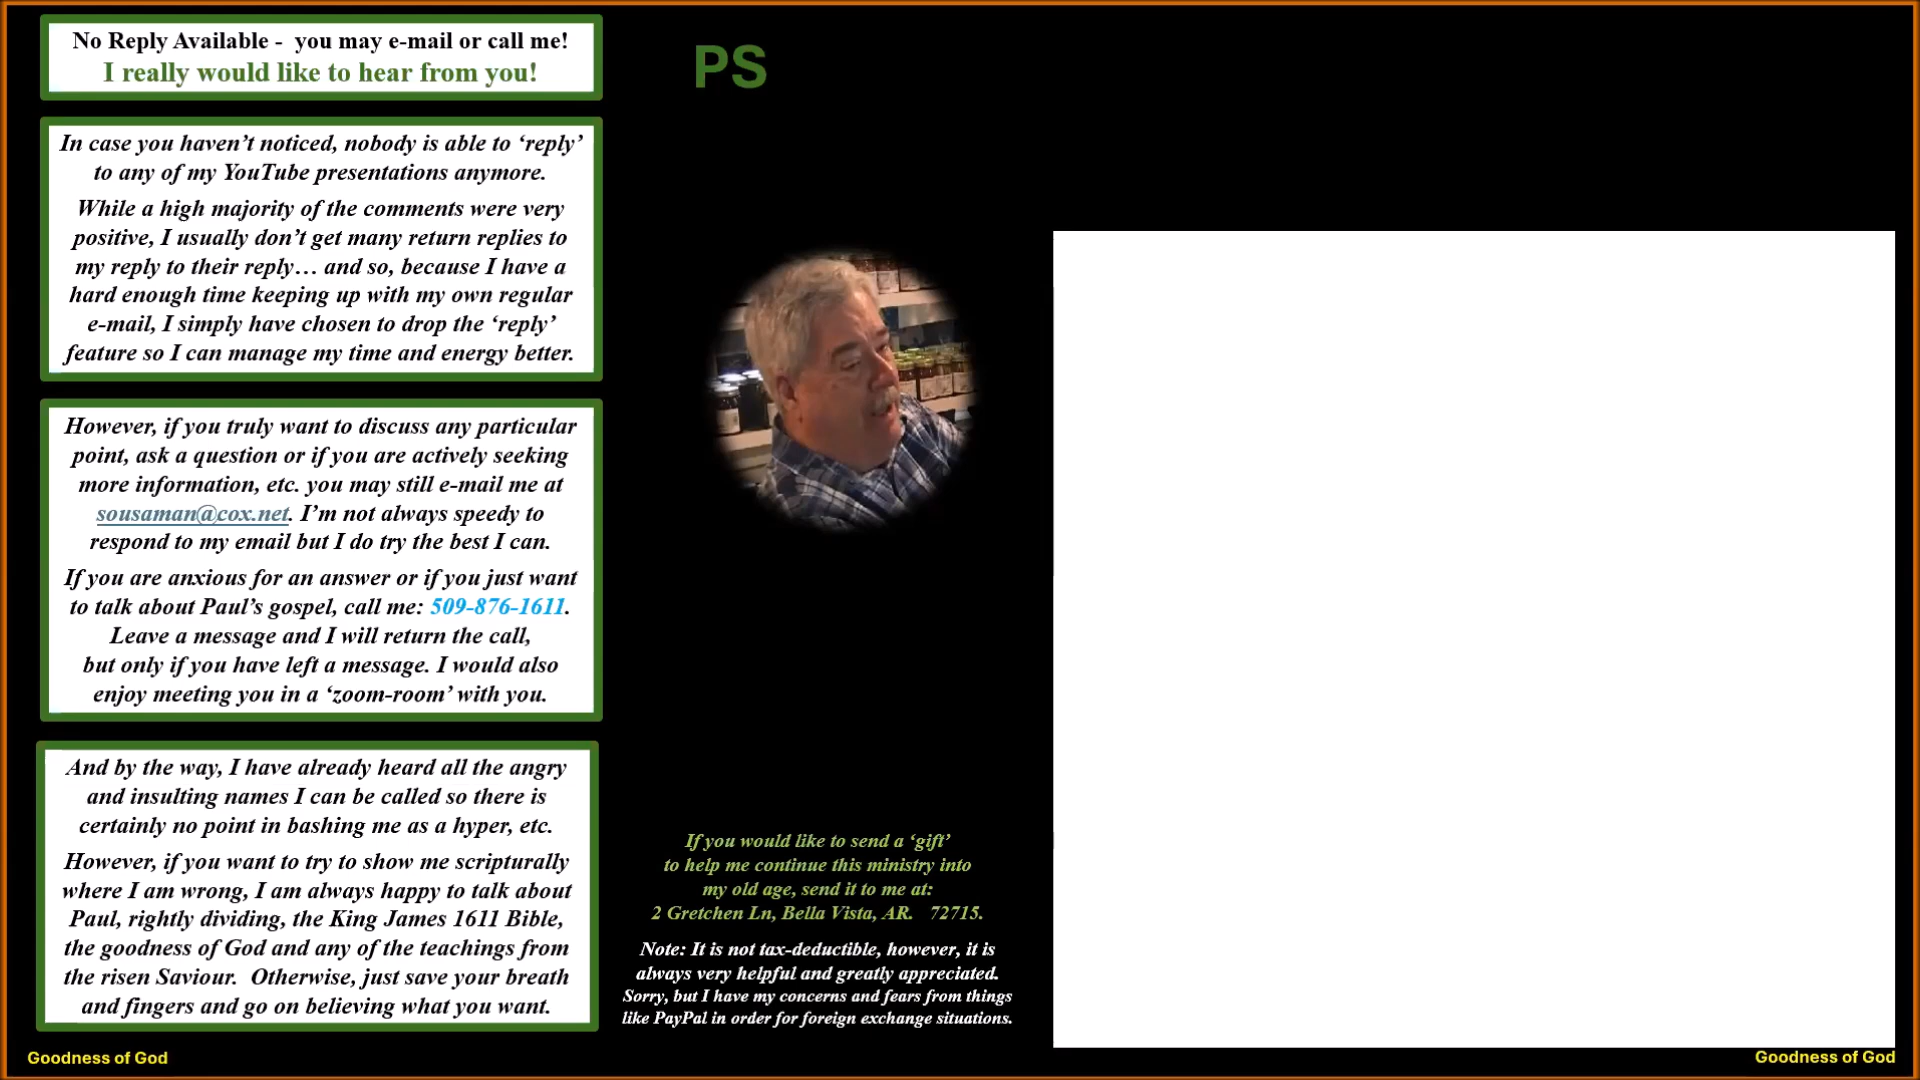 No Reply Available -  you may e-mail or call me!
I really would like to hear from you!
In case you haven’t noticed, nobody is able to ‘reply’
to any of my YouTube presentations anymore.
While a high majority of the comments were very
positive, I usually don’t get many return replies to
my reply to their reply… and so, because I have a
hard enough time keeping up with my own regular
e-mail, I simply have chosen to drop the ‘reply’
feature so I can manage my time and energy better.
However, if you truly want to discuss any particular
point, ask a question or if you are actively seeking
more information, etc. you may still e-mail me at
sousaman@cox.net. I’m not always speedy to
respond to my email but I do try the best I can.
If you are anxious for an answer or if you just want
to talk about Paul’s gospel, call me: 509-876-1611.
Leave a message and I will return the call,
but only if you have left a message. I would also
enjoy meeting you in a ‘zoom-room’ with you.
And by the way, I have already heard all the angry
and insulting names I can be called so there is
certainly no point in bashing me as a hyper, etc.
However, if you want to try to show me scripturally
where I am wrong, I am always happy to talk about
Paul, rightly dividing, the King James 1611 Bible,
the goodness of God and any of the teachings from
the risen Saviour.  Otherwise, just save your breath
and fingers and go on believing what you want.
Goodness of God
PS
If you would like to send a ‘gift’
to help me continue this ministry into
my old age, send it to me at:
2 Gretchen Ln, Bella Vista, AR.   72715.
Note: It is not tax-deductible, however, it is
always very helpful and greatly appreciated.
Sorry, but I have my concerns and fears from things
like PayPal in order for foreign exchange situations.
Goodness of God